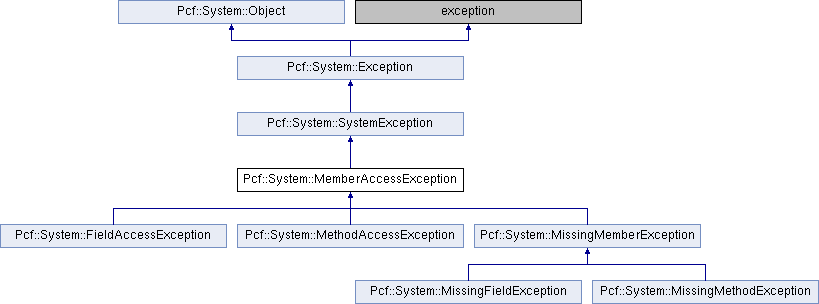 Pcf::System::Object
exception
Pcf::System::Exception
Pcf::System::SystemException
Pcf::System::MemberAccessException
Pcf::System::FieldAccessException
Pcf::System::MethodAccessException
Pcf::System::MissingMemberException
Pcf::System::MissingFieldException
Pcf::System::MissingMethodException